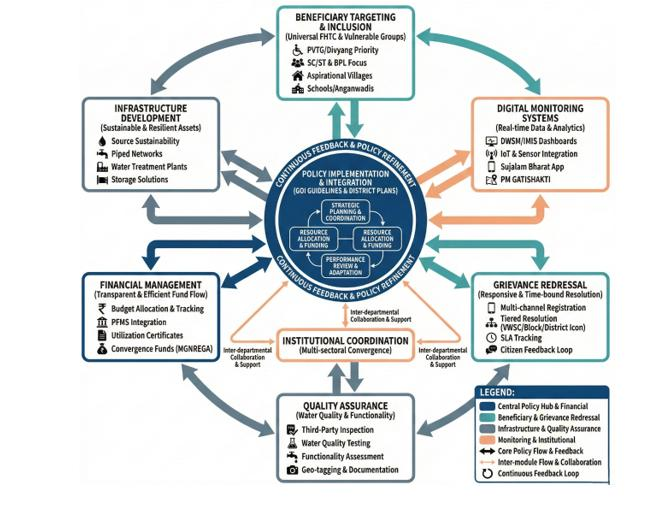 BENEFICIARY TARGETING
& INCLUSION
(Universal FHTC & Vulnerable Groups)
PVTG/Divyang Priority
SC/ST & BPL Focus
Aspirational Villages
Schools/Anganwadis
INFRASTRUCTURE
DEVELOPMENT
(Sustainable & Resilient Assets)
Source Sustainability
Piped Networks
Water Treatment Plants
Storage Solutions
DIGITAL MONITORING
SYSTEMS
(Real-time Data & Analytics)
DWSM/IMIS Dashboards
IoT & Sensor Integration
Sujalam Bharat App
PM GATISHAKTI
CONTINUOUS FEEDBACK & POLICY REFINEMENT
POLICY IMPLEMENTATION
& INTEGRATION
(GOI GUIDELINES & DISTRICT PLANS)
STRATEGIC
PLANNING &
COORDINATION
RESOURCE
ALLOCATION
& FUNDING
RESOURCE
ALLOCATION
& FUNDING
PERFORMANCE
REVIEW &
ADAPTATION
CONTINUOUS FEEDBACK & POLICY REFINEMENT
FINANCIAL MANAGEMENT
(Transparent & Efficient Fund Flow)
Budget Allocation & Tracking
PFMS Integration
Utilization Certificates
Convergence Funds (MGNREGA)
GRIEVANCE REDRESSAL
(Responsive & Time-bound Resolution)
Multi-channel Registration
Tiered Resolution
(VWSC/Block/District Icon)
SLA Tracking
Citizen Feedback Loop
Inter-departmental
Collaboration & Support
INSTITUTIONAL COORDINATION
(Multi-sectoral Convergence)
Inter-departmental
Collaboration
& Support
Inter-departmental
Collaboration
& Support
QUALITY ASSURANCE
(Water Quality & Functionality)
Third-Party Inspection
Water Quality Testing
Functionality Assessment
Geo-tagging & Documentation
LEGEND:
Central Policy Hub & Financial
Beneficiary & Grievance Redressal
Infrastructure & Quality Assurance
Monitoring & Institutional
Core Policy Flow & Feedback
Inter-module Flow & Collaboration
Continuous Feedback Loop